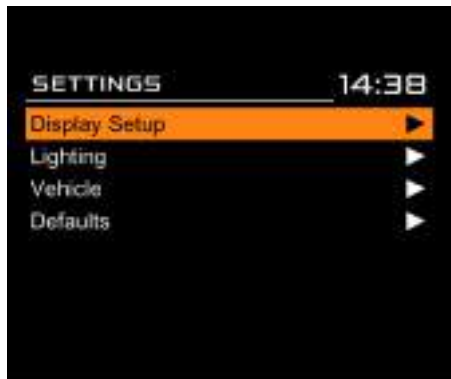 SETTINGS 14:38
Display Setup
Lighting
Vehicle
Defaults